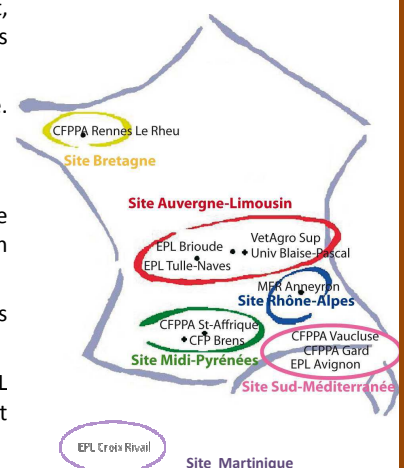 t,
s
e.
CFPPA Rennes Le Rheu
Site Bretagne
e
n
Site Auvergne-Limousin
EPL Brioude
VetAgro Sup
Univ Blaise-Pascal
EPL Tulle-Naves
MFR Anneyron
Site Rhône-Alpes
s
CFPPA St-Affrique
CFP Brens
Site Midi-Pyrénées
CFPPA Vaucluse
CFPPA Gard
EPL Avignon
Site Sud-Méditerranée
L
t
EPL Croix Rivail
Site Martinique